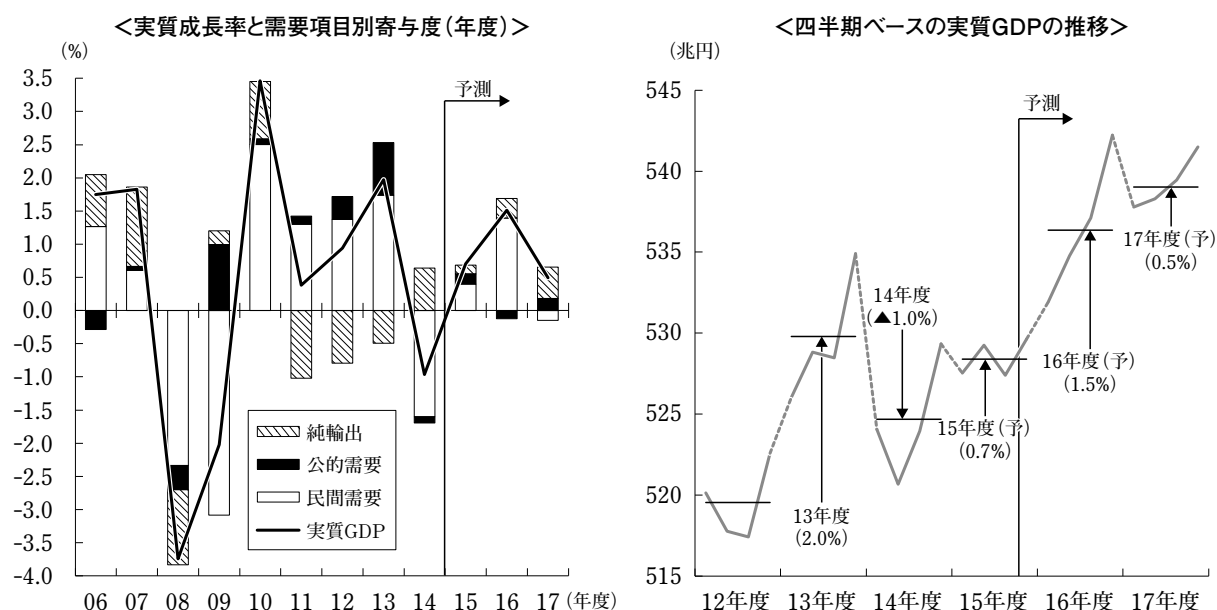 ＜実質成長率と需要項目別寄与度（年度）＞
(%)
3.5
3.0
2.5
2.0
1.5
1.0
0.5
0.0
-0.5
-1.0
-1.5
-2.0
-2.5
-3.0
-3.5
-4.0
予測
純輸出
公的需要
民間需要
実質GDP
06 07 08 09 10 11 12 13 14 15 16 17 (年度)
＜四半期ベースの実質GDPの推移＞
(兆円)
545
540
535
530
525
520
515
予測
13年度
(2.0%)
14年度
(▲1.0%)
15年度（予）
(0.7%)
16年度（予）
(1.5%)
17年度（予）
(0.5%)
12年度 13年度 14年度 15年度 16年度 17年度